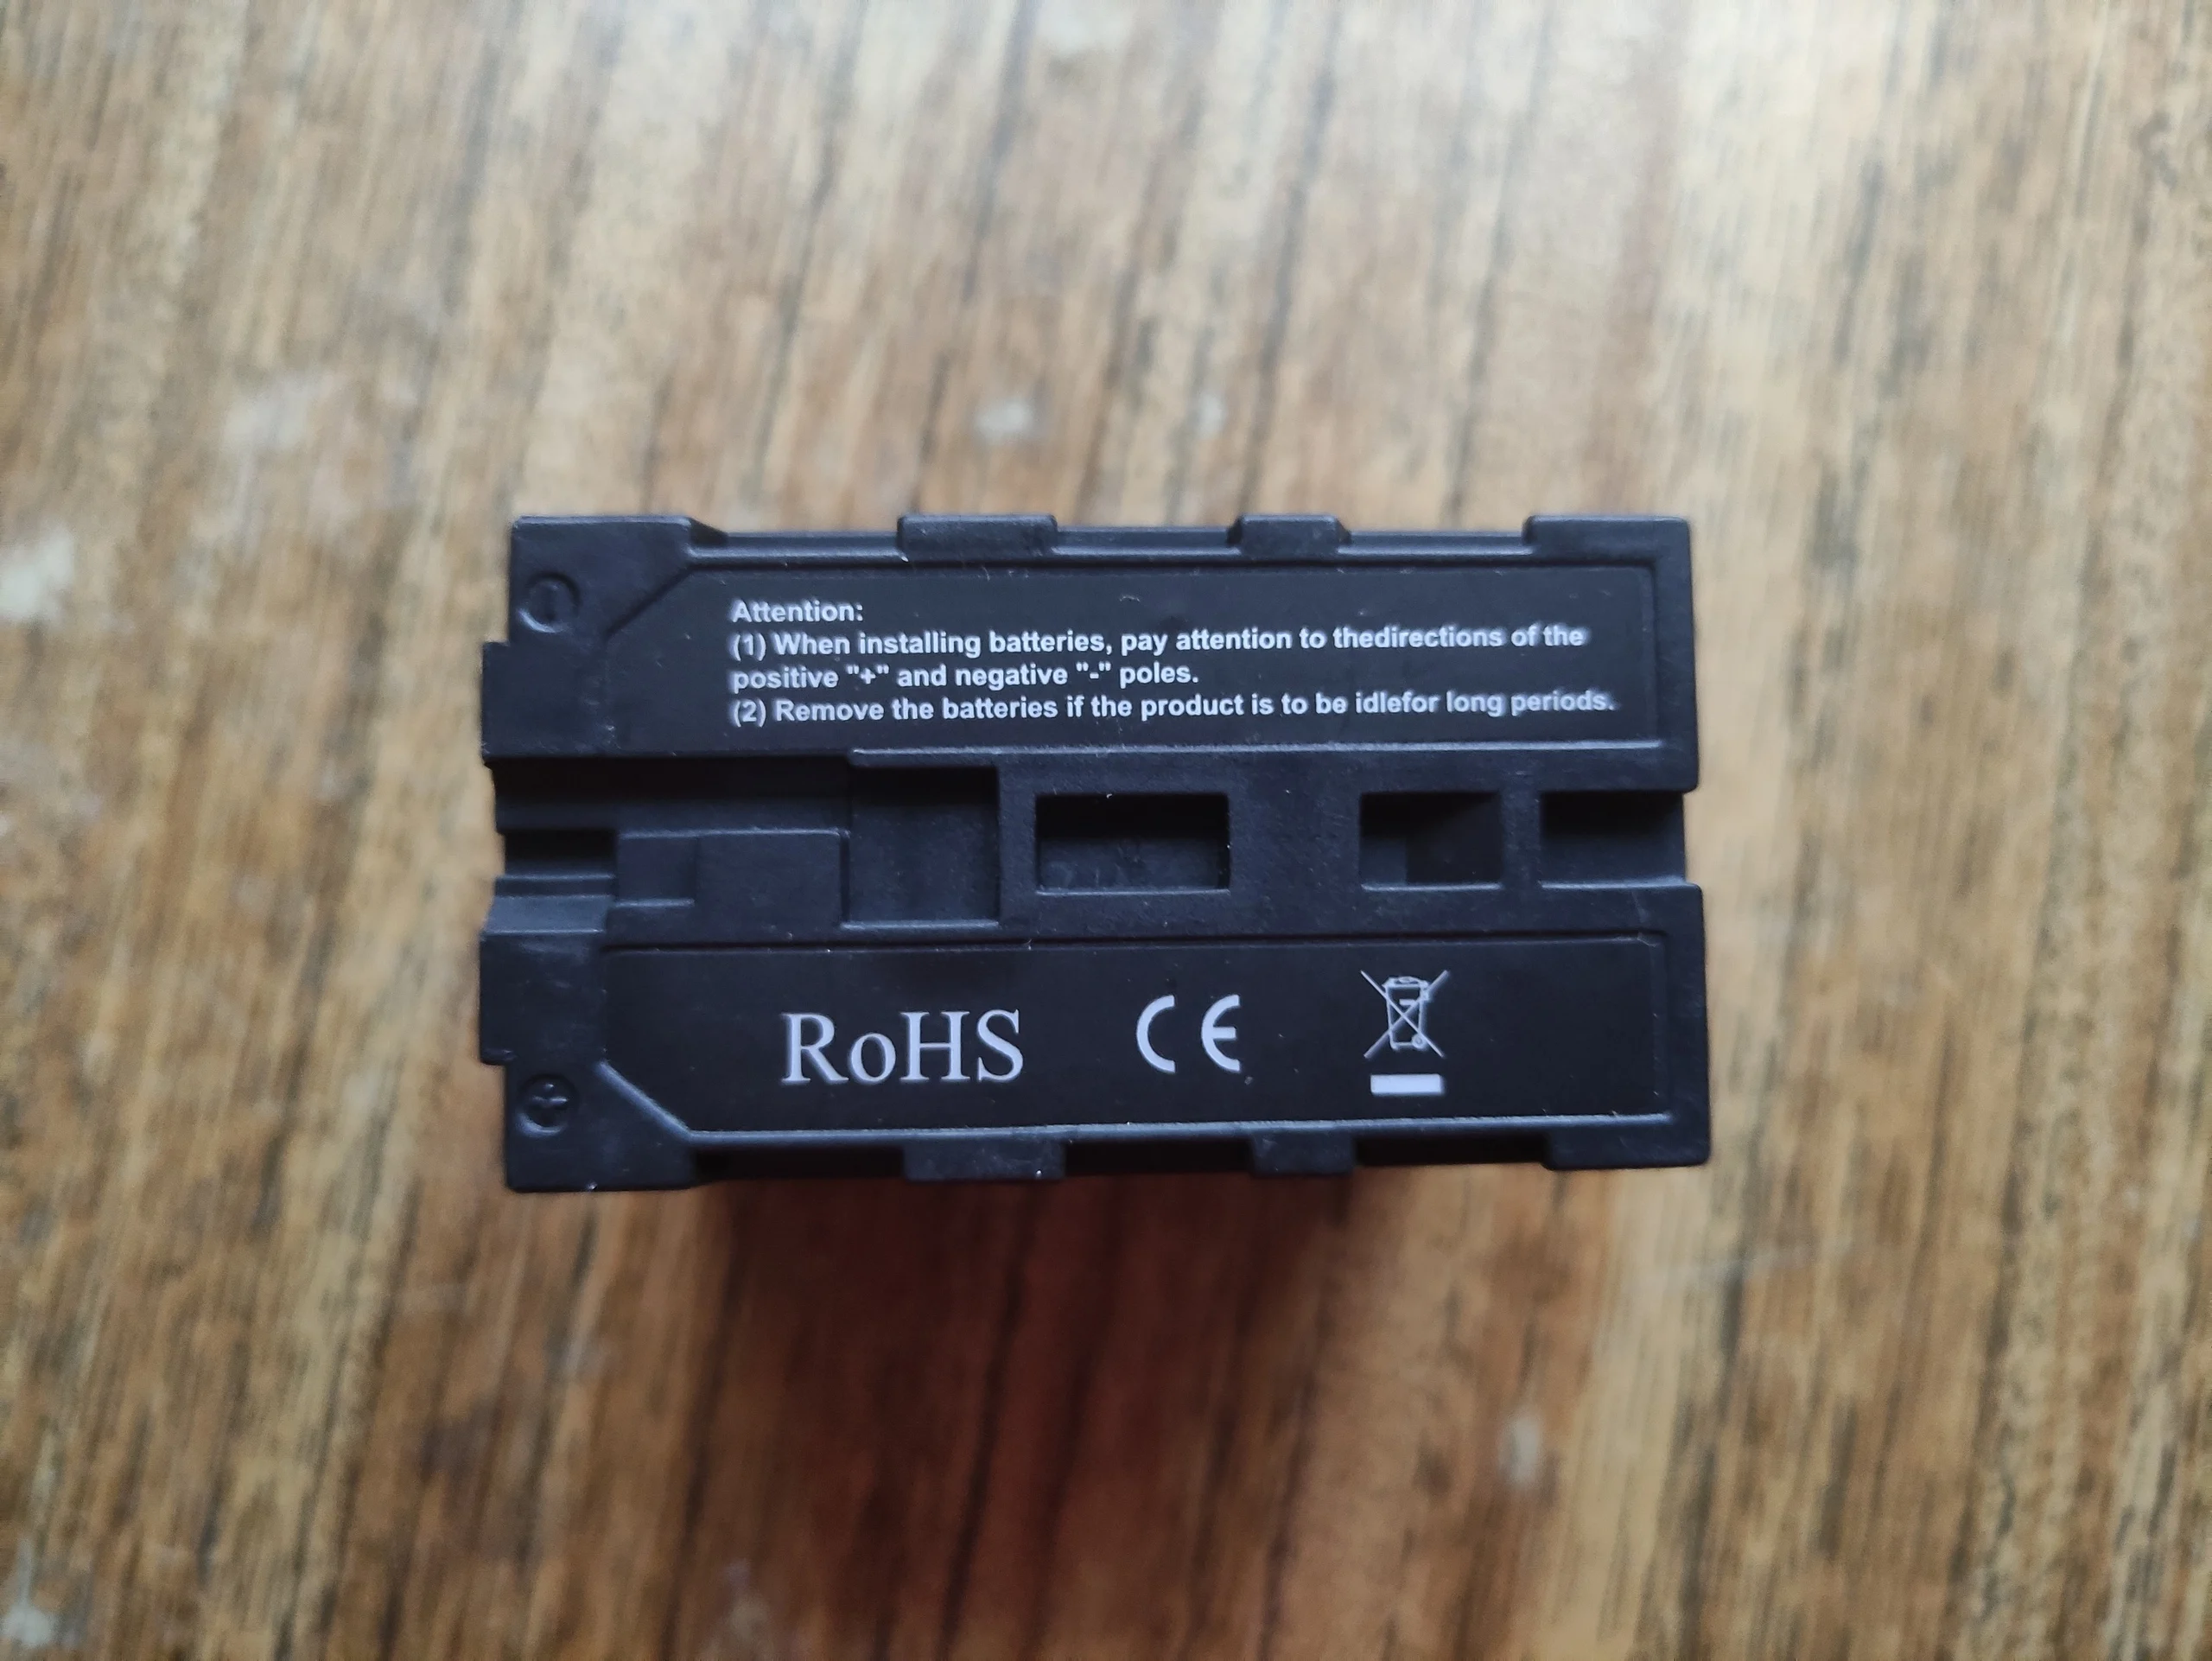 Attention:
(1) When installing batteries, pay attention to thedirections of the
positive "+" and negative "-" poles.
(2) Remove the batteries if the product is to be idlefor long periods.
RoHS CE